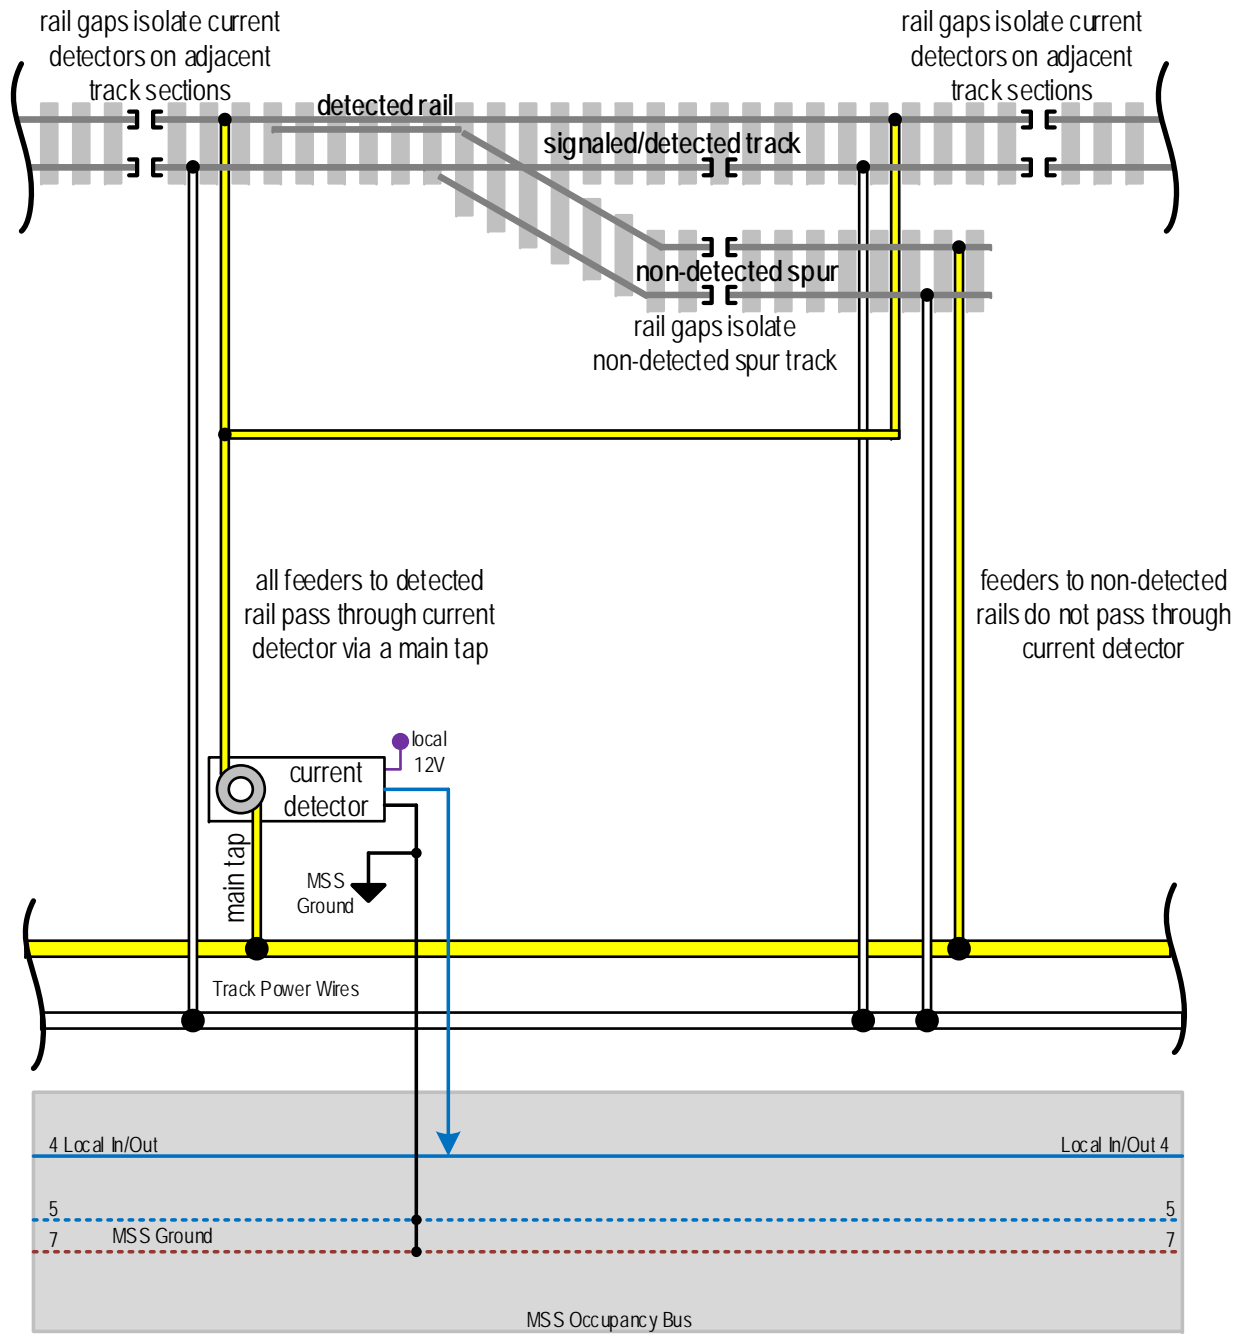 rail gaps isolate current
detectors on adjacent
track sections
rail gaps isolate current
detectors on adjacent
track sections
detected rail
signaled/detected track
non-detected spur
rail gaps isolate
non-detected spur track
all feeders to detected
rail pass through current
detector via a main tap
feeders to non-detected
rails do not pass through
current detector
local
12V
current
detector
main tap
MSS
Ground
Track Power Wires
4 Local In/Out
Local In/Out 4
5
5
7
MSS Ground
7
MSS Occupancy Bus